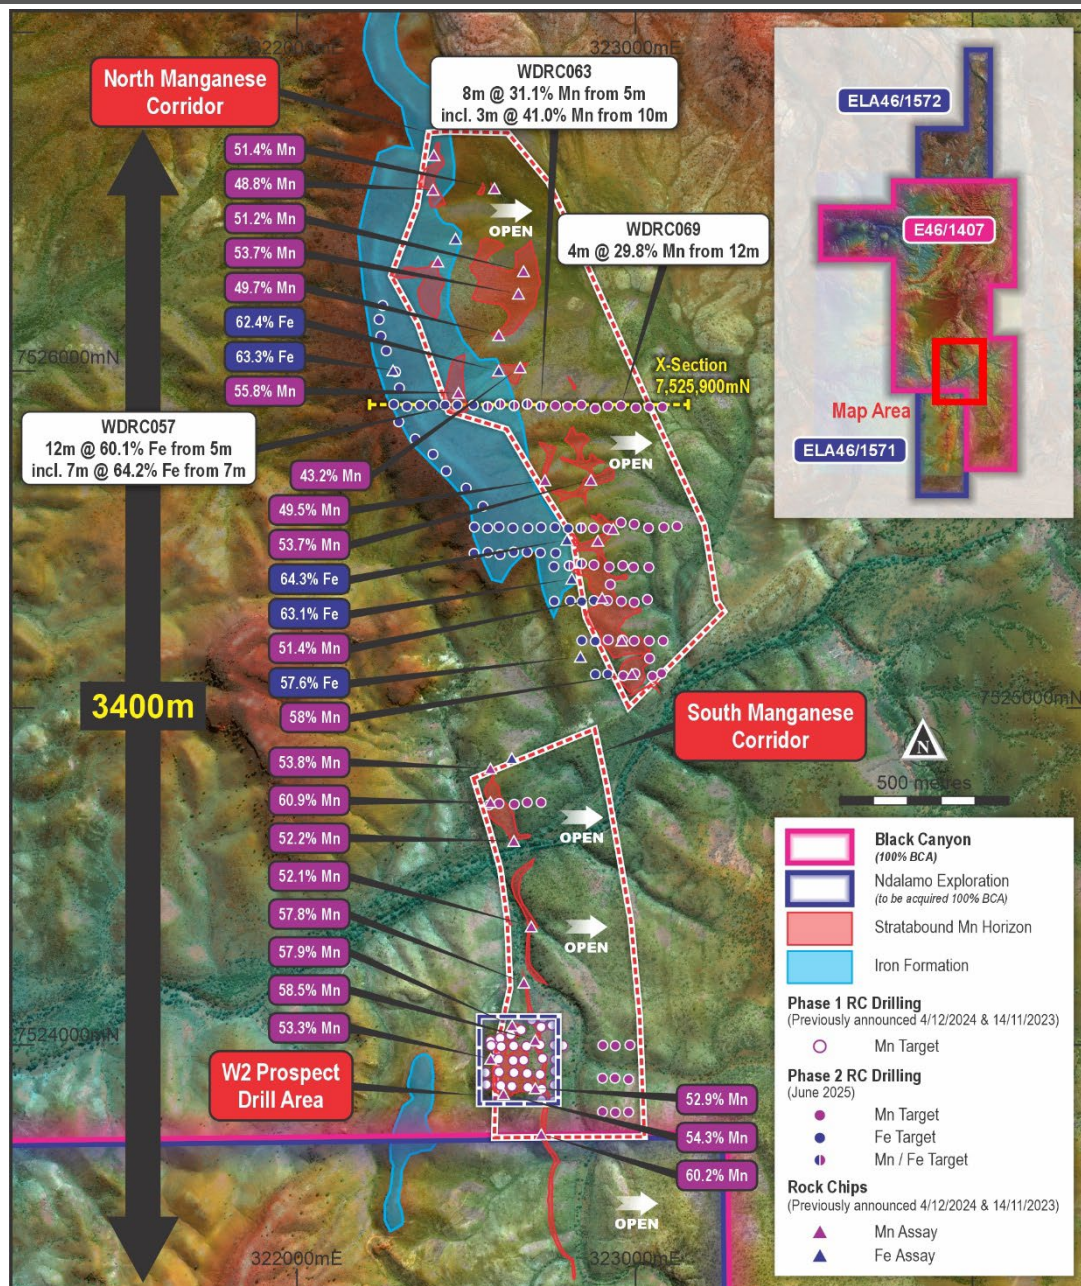 322000mE
323000mE
North Manganese
Corridor
WDRC063
8m @ 31.1% Mn from 5m
incl. 3m @ 41.0% Mn from 10m
ELA46/1572
51.4% Mn
48.8% Mn
51.2% Mn
OPEN
E46/1407
53.7% Mn
WDRC069
4m @ 29.8% Mn from 12m
49.7% Mn
62.4% Fe
7526000mN
63.3% Fe
X-Section
7,525,900mN
55.8% Mn
Map Area
WDRC057
12m @ 60.1% Fe from 5m
incl. 7m @ 64.2% Fe from 7m
ELA46/1571
OPEN
43.2% Mn
49.5% Mn
53.7% Mn
64.3% Fe
63.1% Fe
51.4% Mn
57.6% Fe
3400m
58% Mn
7525000mN
South Manganese
Corridor
N
500 metres
53.8% Mn
60.9% Mn
OPEN
52.2% Mn
52.1% Mn
OPEN
57.8% Mn
57.9% Mn
58.5% Mn
7524000mN
53.3% Mn
W2 Prospect
Drill Area
52.9% Mn
54.3% Mn
60.2% Mn
OPEN
322000mE
323000mE
Black Canyon
(100% BCA)
Ndalamo Exploration
(to be acquired 100% BCA)
Stratabound Mn Horizon
Iron Formation
Phase 1 RC Drilling
(Previously announced 4/12/2024 & 14/11/2023)
Mn Target
Phase 2 RC Drilling
(June 2025)
Mn Target
Fe Target
Mn / Fe Target
Rock Chips
(Previously announced 4/12/2024 & 14/11/2023)
Mn Assay
Fe Assay